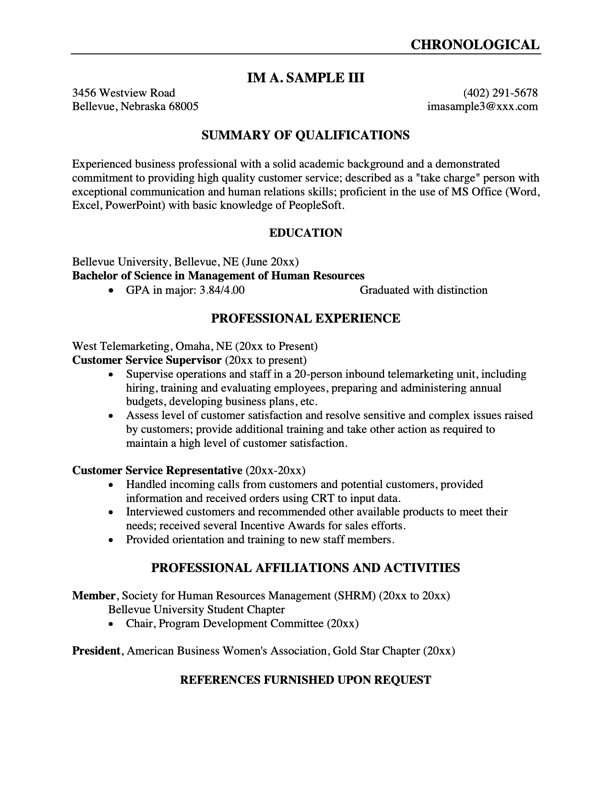 CHRONOLOGICAL
IM A. SAMPLE III
3456 Westview Road (402) 291-5678
Bellevue, Nebraska 68005 imasample3@xxx.com
SUMMARY OF QUALIFICATIONS
Experienced business professional with a solid academic background and a demonstrated
commitment to providing high quality customer service; described as a "take charge" person with
exceptional communication and human relations skills; proficient in the use of MS Office (Word,
Excel, PowerPoint) with basic knowledge of PeopleSoft.
EDUCATION
Bellevue University, Bellevue, NE (June 20xx)
Bachelor of Science in Management of Human Resources
• GPA in major: 3.84/4.00 Graduated with distinction
PROFESSIONAL EXPERIENCE
West Telemarketing, Omaha, NE (20xx to Present)
Customer Service Supervisor (20xx to present)
• Supervise operations and staff in a 20-person inbound telemarketing unit, including
hiring, training and evaluating employees, preparing and administering annual
budgets, developing business plans, etc.
• Assess level of customer satisfaction and resolve sensitive and complex issues raised
by customers; provide additional training and take other action as required to
maintain a high level of customer satisfaction.
Customer Service Representative (20xx-20xx)
• Handled incoming calls from customers and potential customers, provided
information and received orders using CRT to input data.
• Interviewed customers and recommended other available products to meet their
needs; received several Incentive Awards for sales efforts.
• Provided orientation and training to new staff members.
PROFESSIONAL AFFILIATIONS AND ACTIVITIES
Member, Society for Human Resources Management (SHRM) (20xx to 20xx)
Bellevue University Student Chapter
• Chair, Program Development Committee (20xx)
President, American Business Women's Association, Gold Star Chapter (20xx)
REFERENCES FURNISHED UPON REQUEST